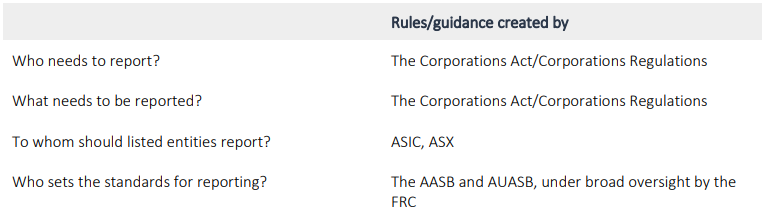 Rules/guidance created by
Who needs to report? The Corporations Act/Corporations Regulations
What needs to be reported? The Corporations Act/Corporations Regulations
To whom should listed entities report? ASIC, ASX
Who sets the standards for reporting? The AASB and AUASB, under broad oversight by the
FRC